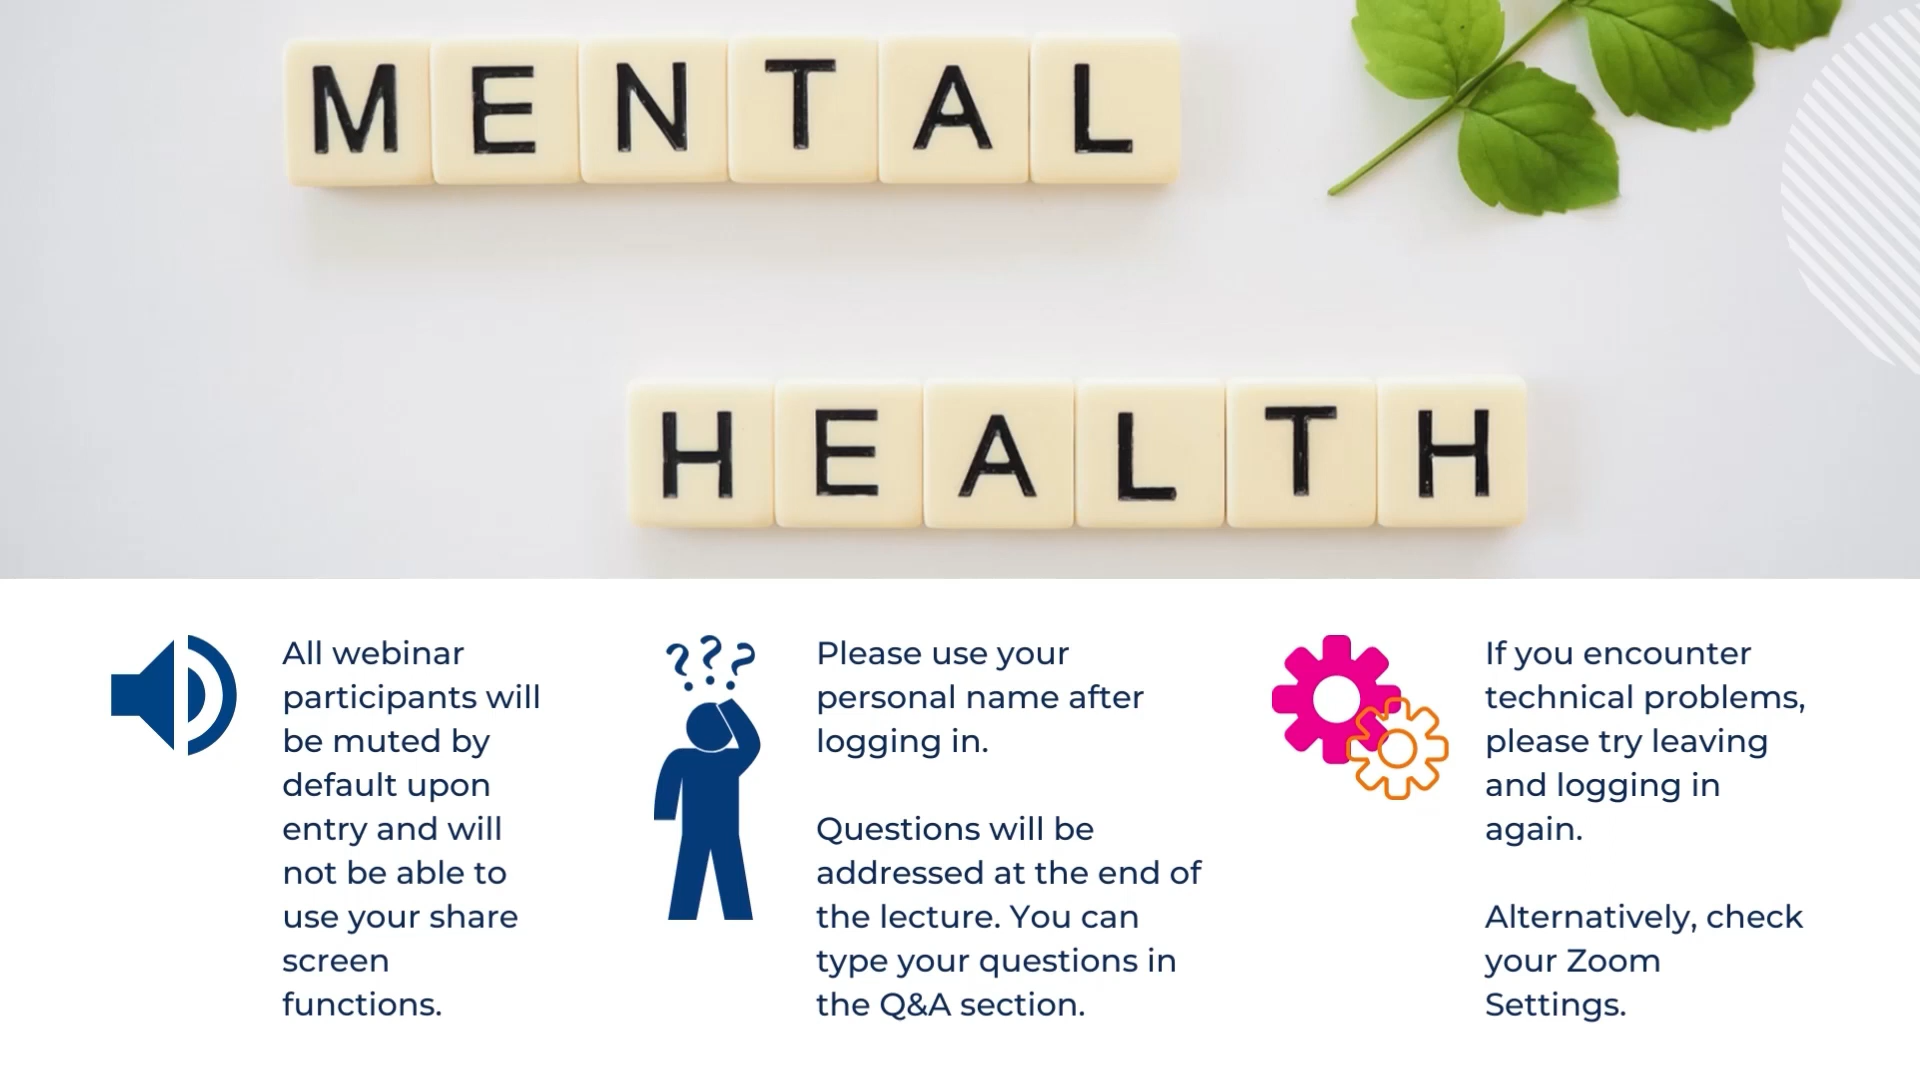 MENTAL
HEALTH
All webinar
participants will
be muted by
default upon
entry and will
not be able to
use your share
screen
functions.
???
Please use your
personal name after
logging in.
Questions will be
addressed at the end of
the lecture. You can
type your questions in
the Q&A section.
If you encounter
technical problems,
please try leaving
and logging in
again.
Alternatively, check
your Zoom
Settings.